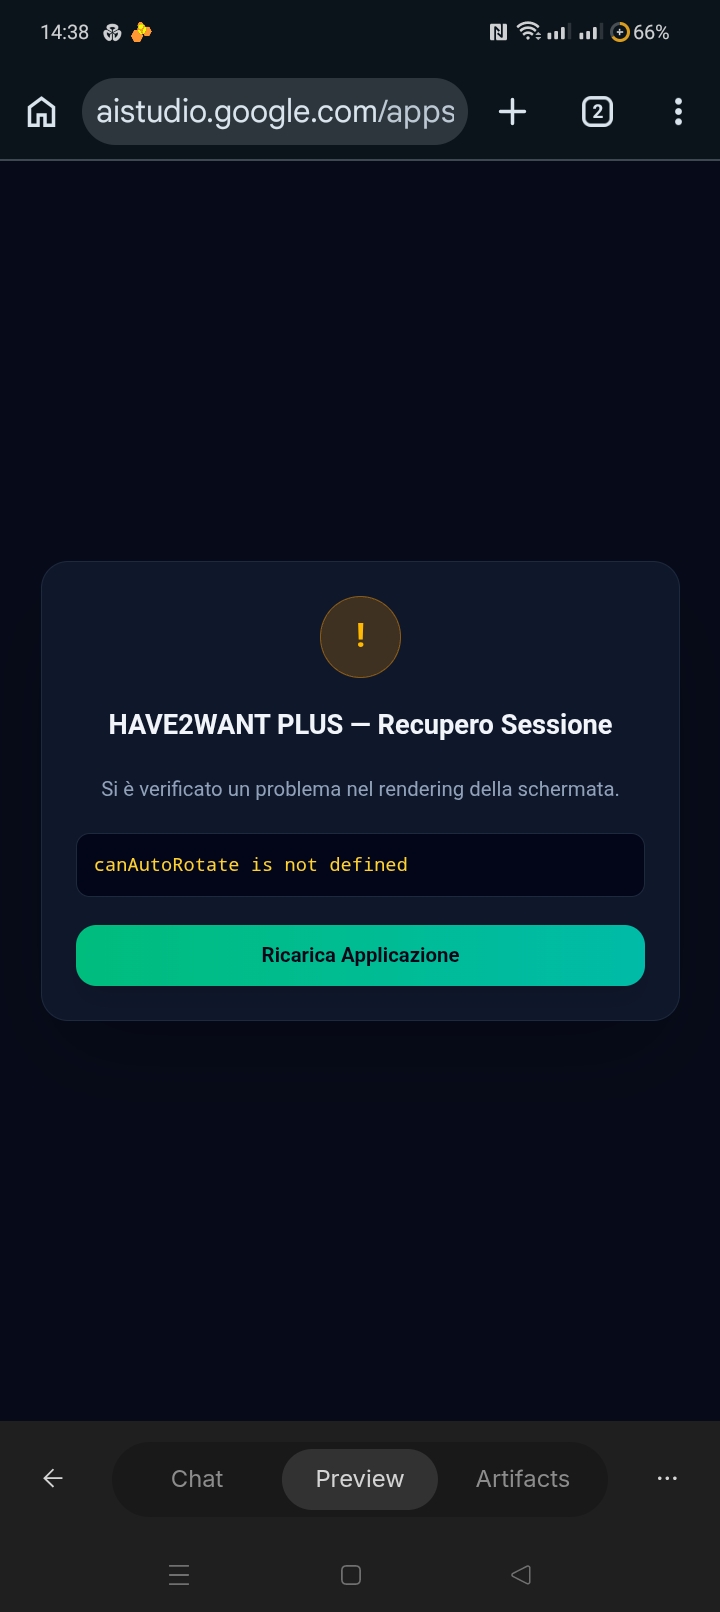 14:38
66%
aistudio.google.com/apps
2
!
HAVE2WANT PLUS — Recupero Sessione
Si è verificato un problema nel rendering della schermata.
canAutoRotate is not defined
Ricarica Applicazione
Chat
Preview
Artifacts